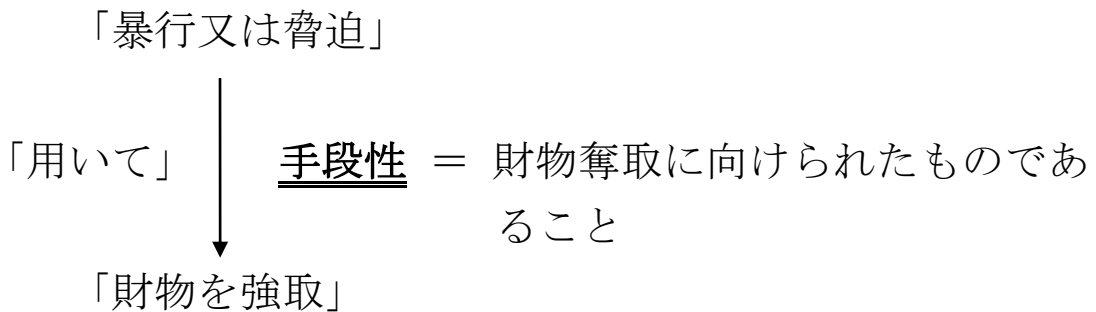 「暴行又は脅迫」
「用いて」 手段性 = 財物奪取に向けられたものであ
ること
「財物を強取」